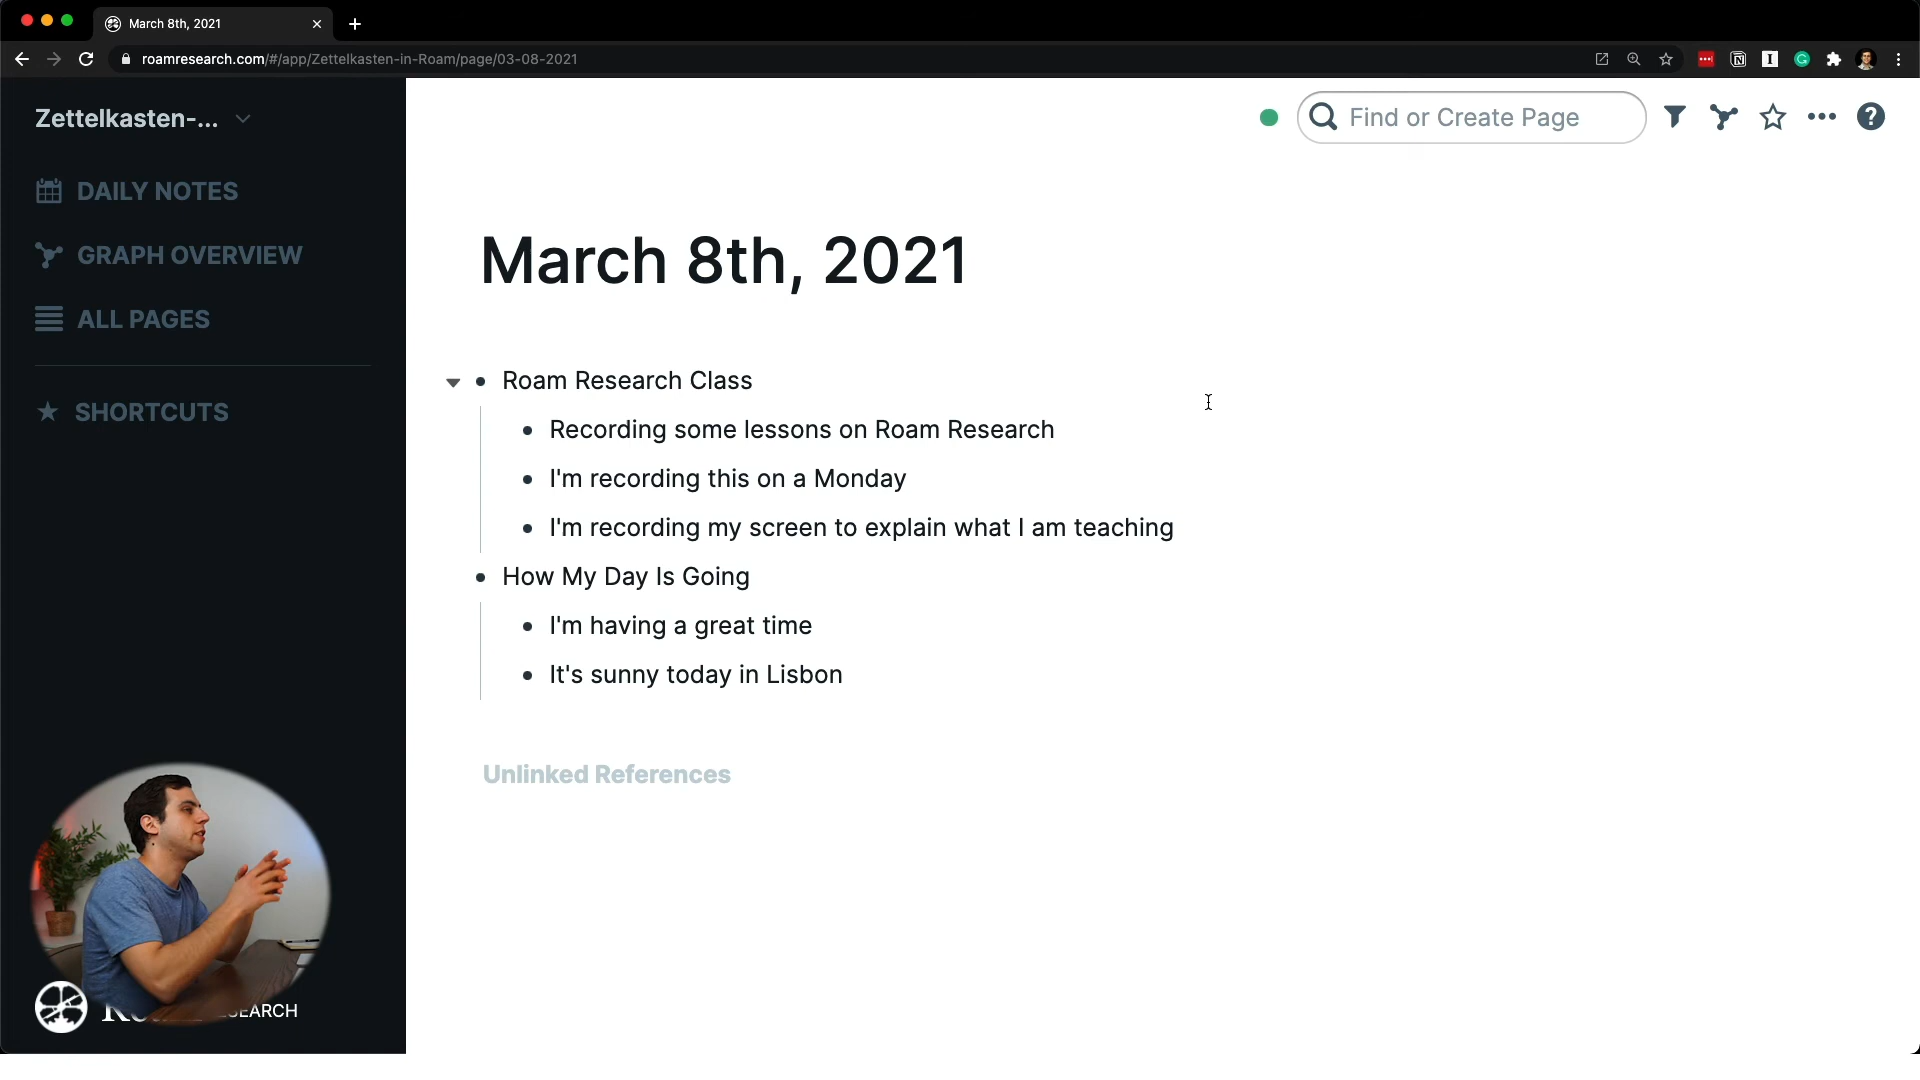 March 8th, 2021
roamresearch.com/#/app/Zettelkasten-in-Roam/page/03-08-2021
Zettelkasten-...
Find or Create Page
DAILY NOTES
GRAPH OVERVIEW
ALL PAGES
SHORTCUTS
March 8th, 2021
Roam Research Class
Recording some lessons on Roam Research
I'm recording this on a Monday
I'm recording my screen to explain what I am teaching
How My Day Is Going
I'm having a great time
It's sunny today in Lisbon
Unlinked References